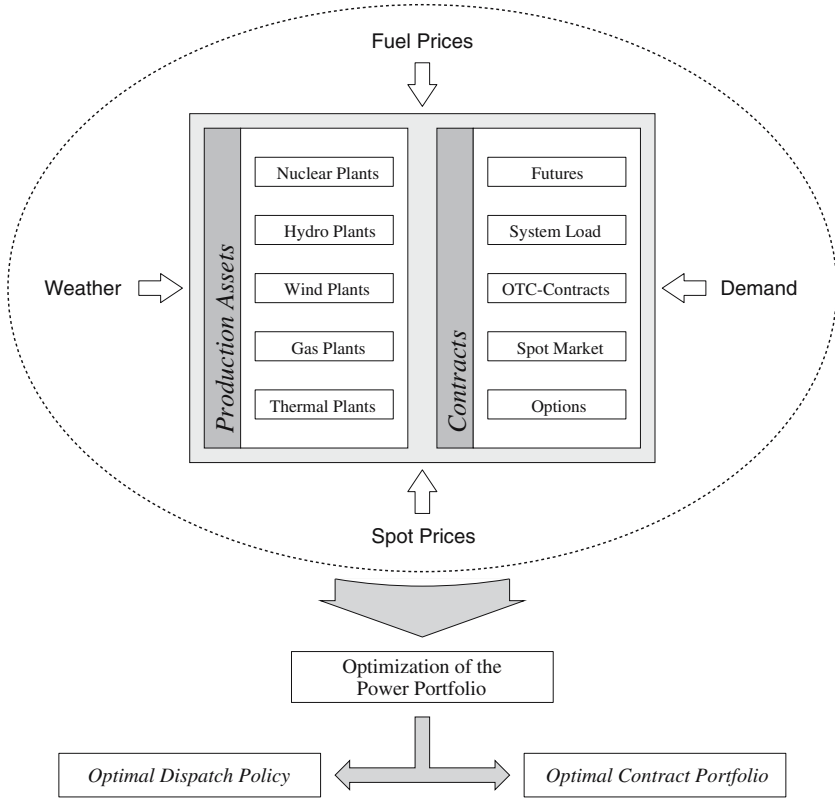 Fuel Prices
Production Assets
Nuclear Plants
Hydro Plants
Wind Plants
Gas Plants
Thermal Plants
Contracts
Futures
System Load
OTC-Contracts
Spot Market
Options
Weather
Demand
Spot Prices
Optimization of the
Power Portfolio
Optimal Dispatch Policy
Optimal Contract Portfolio